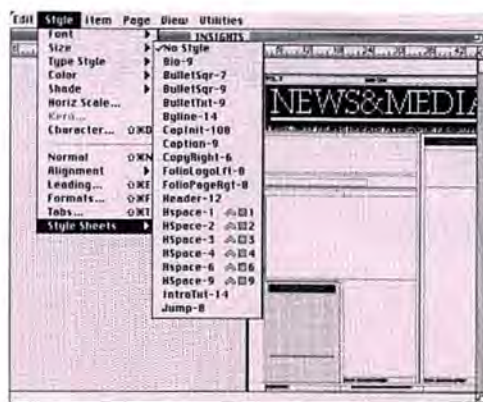 Edit Style Item Page View Utilities
INSIGHTS
Font
Size
Type Style
Color
Shade
Horiz Scale...
Kern...
Character... ⇧⌘D
Normal ⇧⌘N
Alignment
Leading... ⇧⌘E
Formats... ⇧⌘F
Tabs... ⇧⌘T
Style Sheets
✓No Style
Bio-9
BulletSqr-7
BulletSqr-9
BulletTxt-9
Byline-14
CapInit-108
Caption-9
CopyRight-6
FolioLogoLft-8
FolioPageRgt-8
Header-12
Hspace-1
HSpace-2
HSpace-3
HSpace-4
Hspace-6
HSpace-9
IntroTxt-14
Jump-8
NEWS&MEDIA